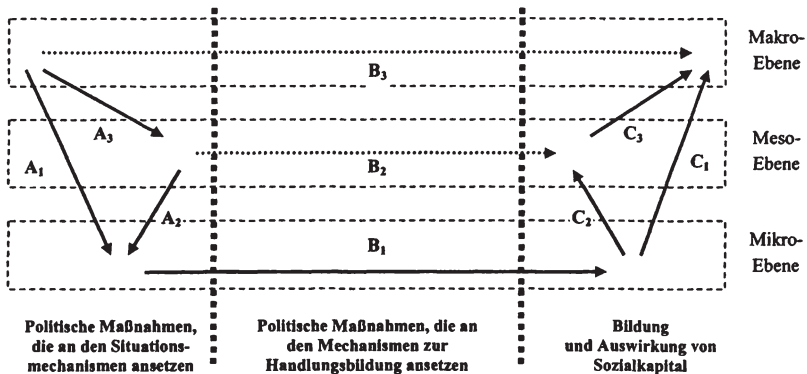 Makro-
Ebene
B3
A3
C3
Meso-
Ebene
A1
B2
C1
A2
C2
B1
Mikro-
Ebene
Politische Maßnahmen,
die an den Situations-
mechanismen ansetzen
Politische Maßnahmen, die an
den Mechanismen zur
Handlungsbildung ansetzen
Bildung
und Auswirkung von
Sozialkapital